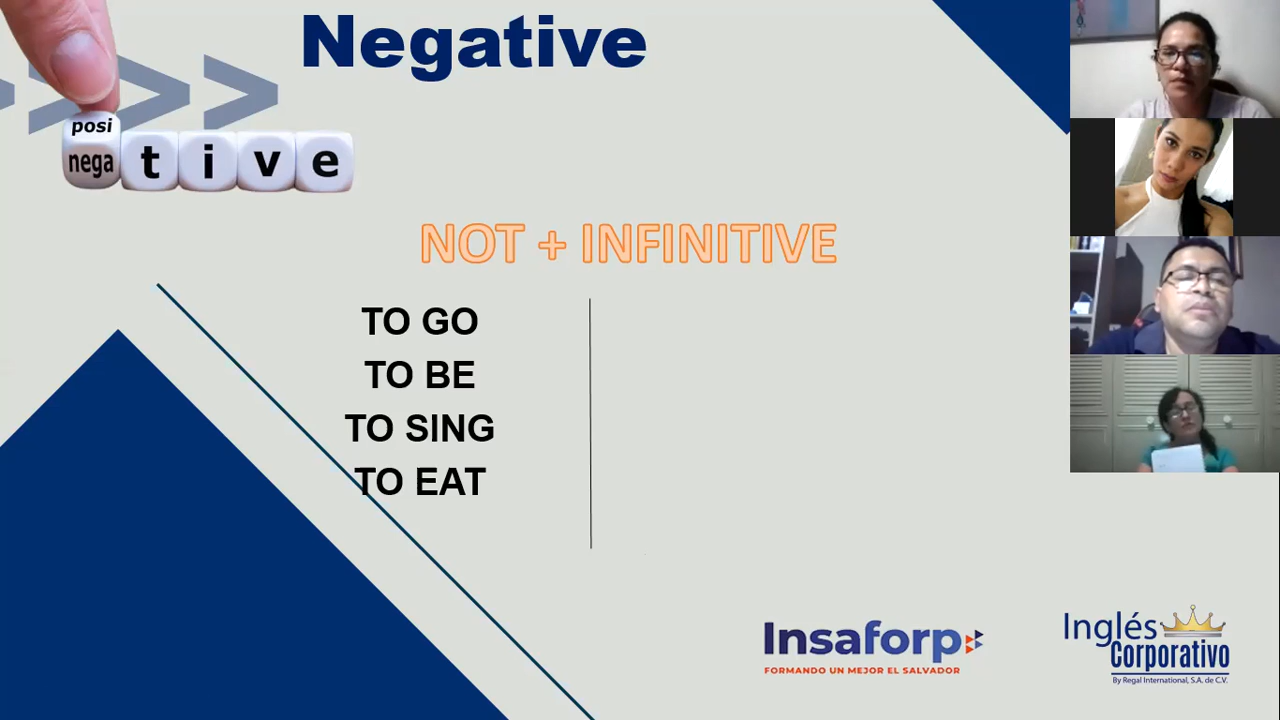 Negative
posi
nega t i v e
NOT + INFINITIVE
TO GO
TO BE
TO SING
TO EAT
Insaforp
FORMANDO UN MEJOR EL SALVADOR
Inglés
Corporativo
By Regal International, S.A. de C.V.